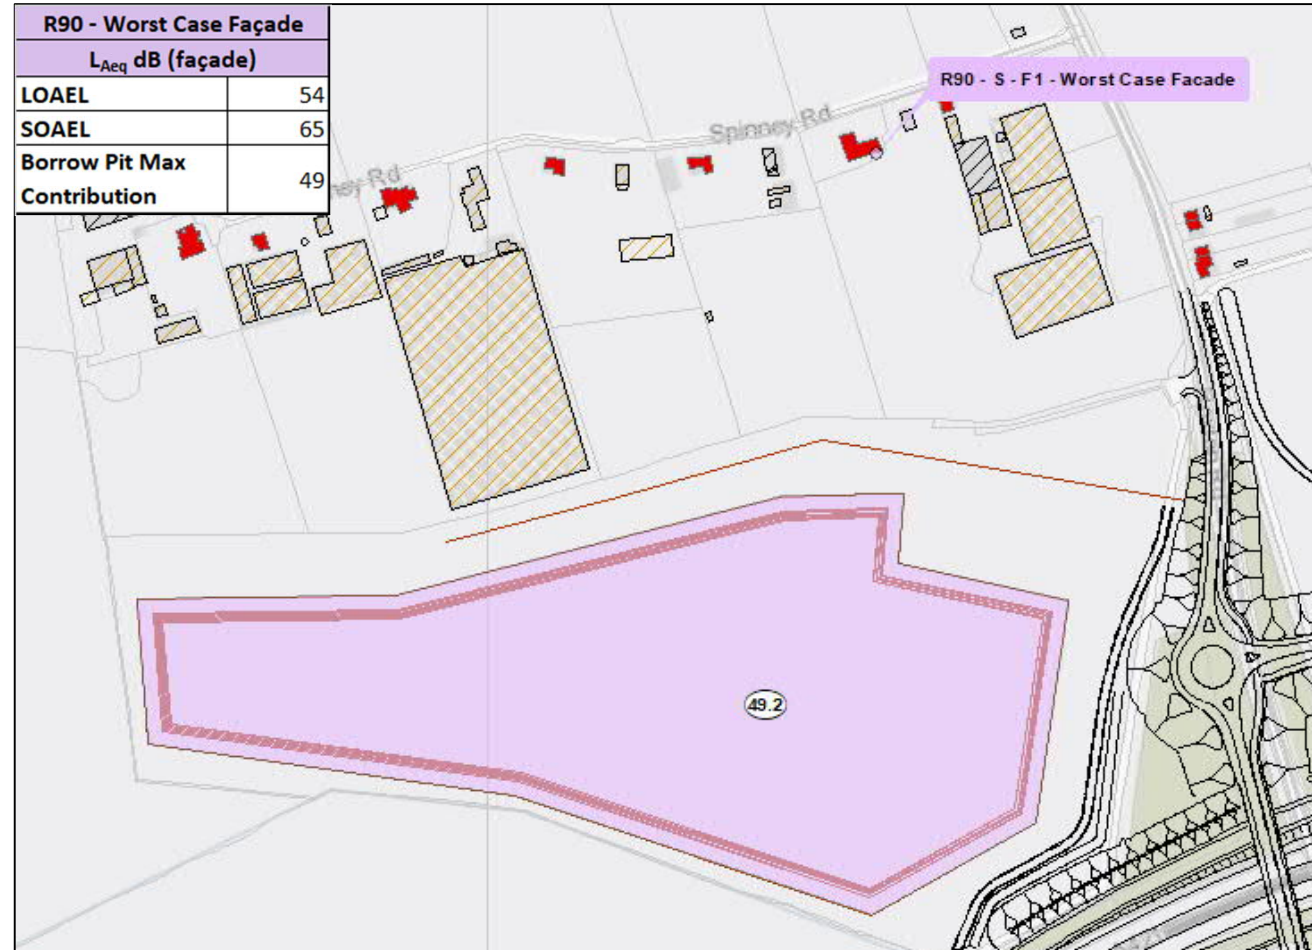 R90 - Worst Case Façade
LAeq dB (façade)
LOAEL 54
SOAEL 65
Borrow Pit Max
Contribution 49
R90 - S - F1 - Worst Case Facade
Spinney Rd
Rd
49.2